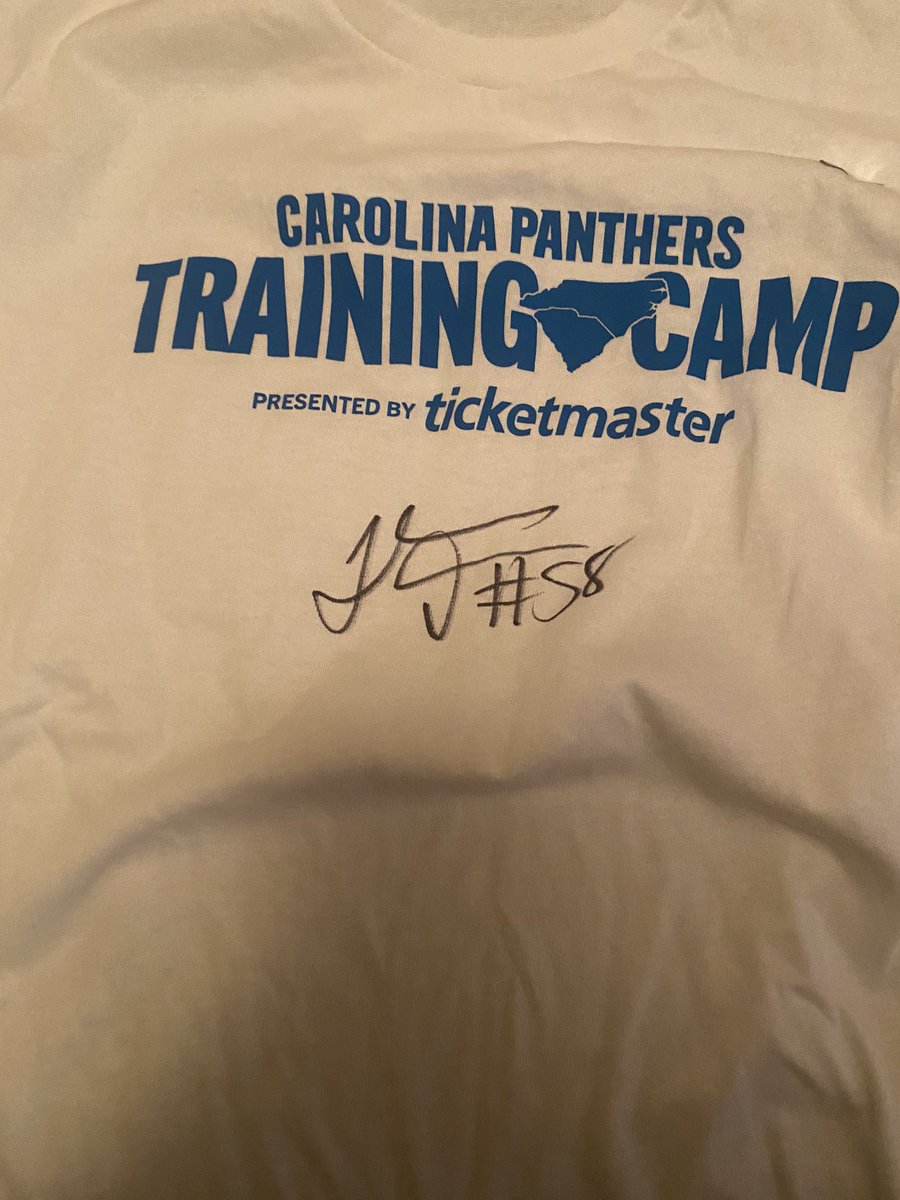 CAROLINA PANTHERS
TRAINING CAMP
PRESENTED BY ticketmaster
#58